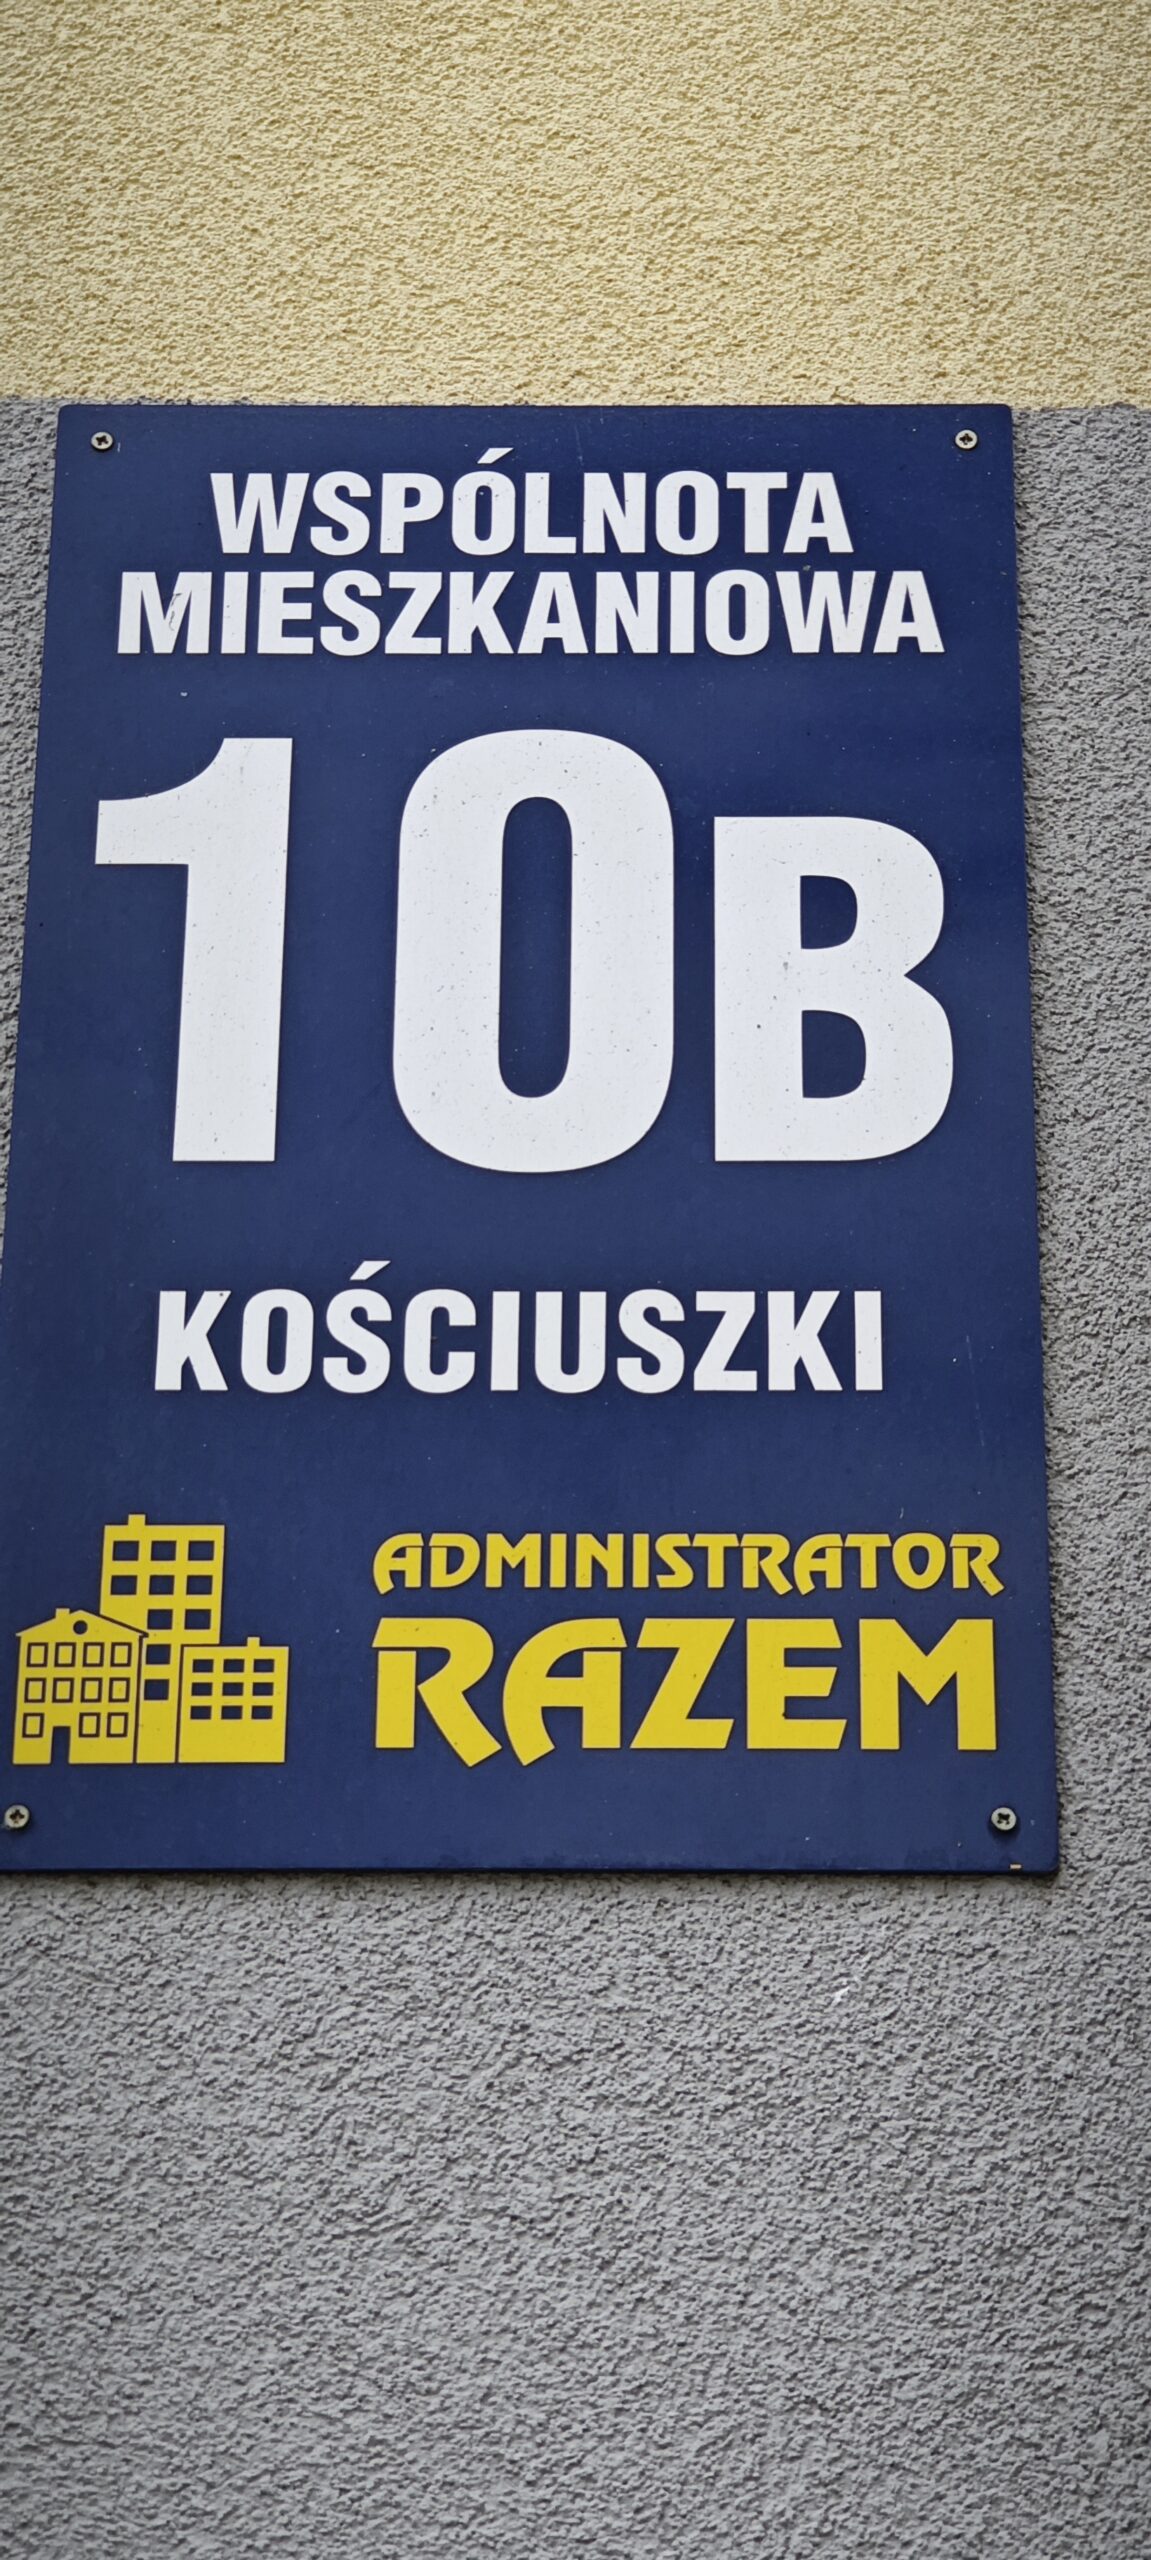 WSPÓLNOTA
MIESZKANIOWA
10B
KOŚCIUSZKI
ADMINISTRATOR
RAZEM